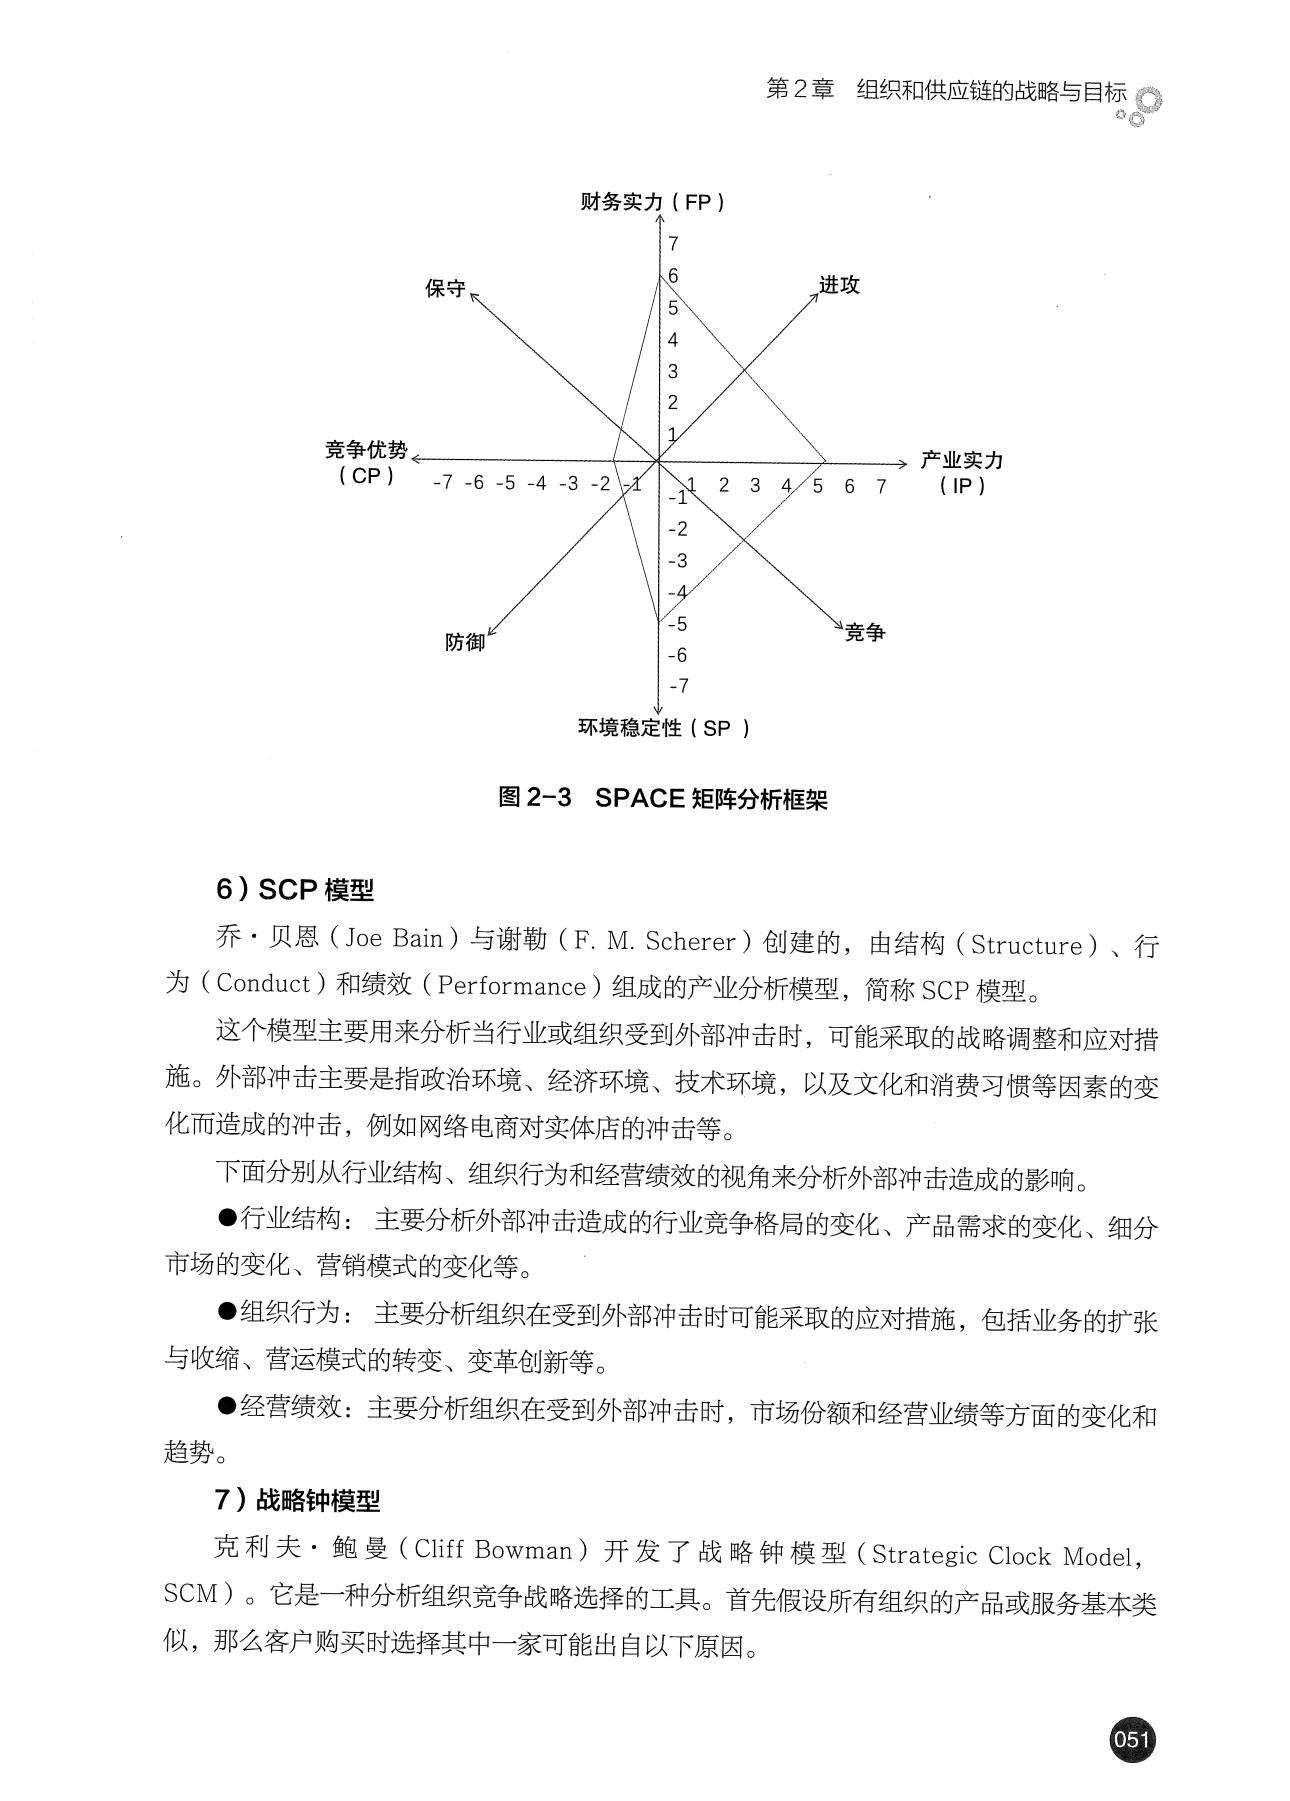 第2章 组织和供应链的战略与目标
财务实力(FP)
7
6
5
4
3
2
1
保守
进攻
竞争优势
(CP)
-7 -6 -5 -4 -3 -2 -1
1 2 3 4 5 6 7
产业实力
(IP)
-1
-2
-3
-4
-5
-6
-7
防御
竞争
环境稳定性(SP )
图2-3 SPACE矩阵分析框架
6)SCP模型
乔·贝恩(Joe Bain)与谢勒(F. M. Scherer)创建的，由结构(Structure)、行
为(Conduct)和绩效(Performance)组成的产业分析模型，简称SCP模型。
这个模型主要用来分析当行业或组织受到外部冲击时，可能采取的战略调整和应对措
施。外部冲击主要是指政治环境、经济环境、技术环境，以及文化和消费习惯等因素的变
化而造成的冲击，例如网络电商对实体店的冲击等。
下面分别从行业结构、组织行为和经营绩效的视角来分析外部冲击造成的影响。
●行业结构： 主要分析外部冲击造成的行业竞争格局的变化、产品需求的变化、细分
市场的变化、营销模式的变化等。
●组织行为： 主要分析组织在受到外部冲击时可能采取的应对措施，包括业务的扩张
与收缩、营运模式的转变、变革创新等。
●经营绩效：主要分析组织在受到外部冲击时，市场份额和经营业绩等方面的变化和
趋势。
7)战略钟模型
克利夫·鲍曼(Cliff Bowman)开发了战略钟模型(Strategic Clock Model,
SCM)。它是一种分析组织竞争战略选择的工具。首先假设所有组织的产品或服务基本类
似，那么客户购买时选择其中一家可能出自以下原因。
051